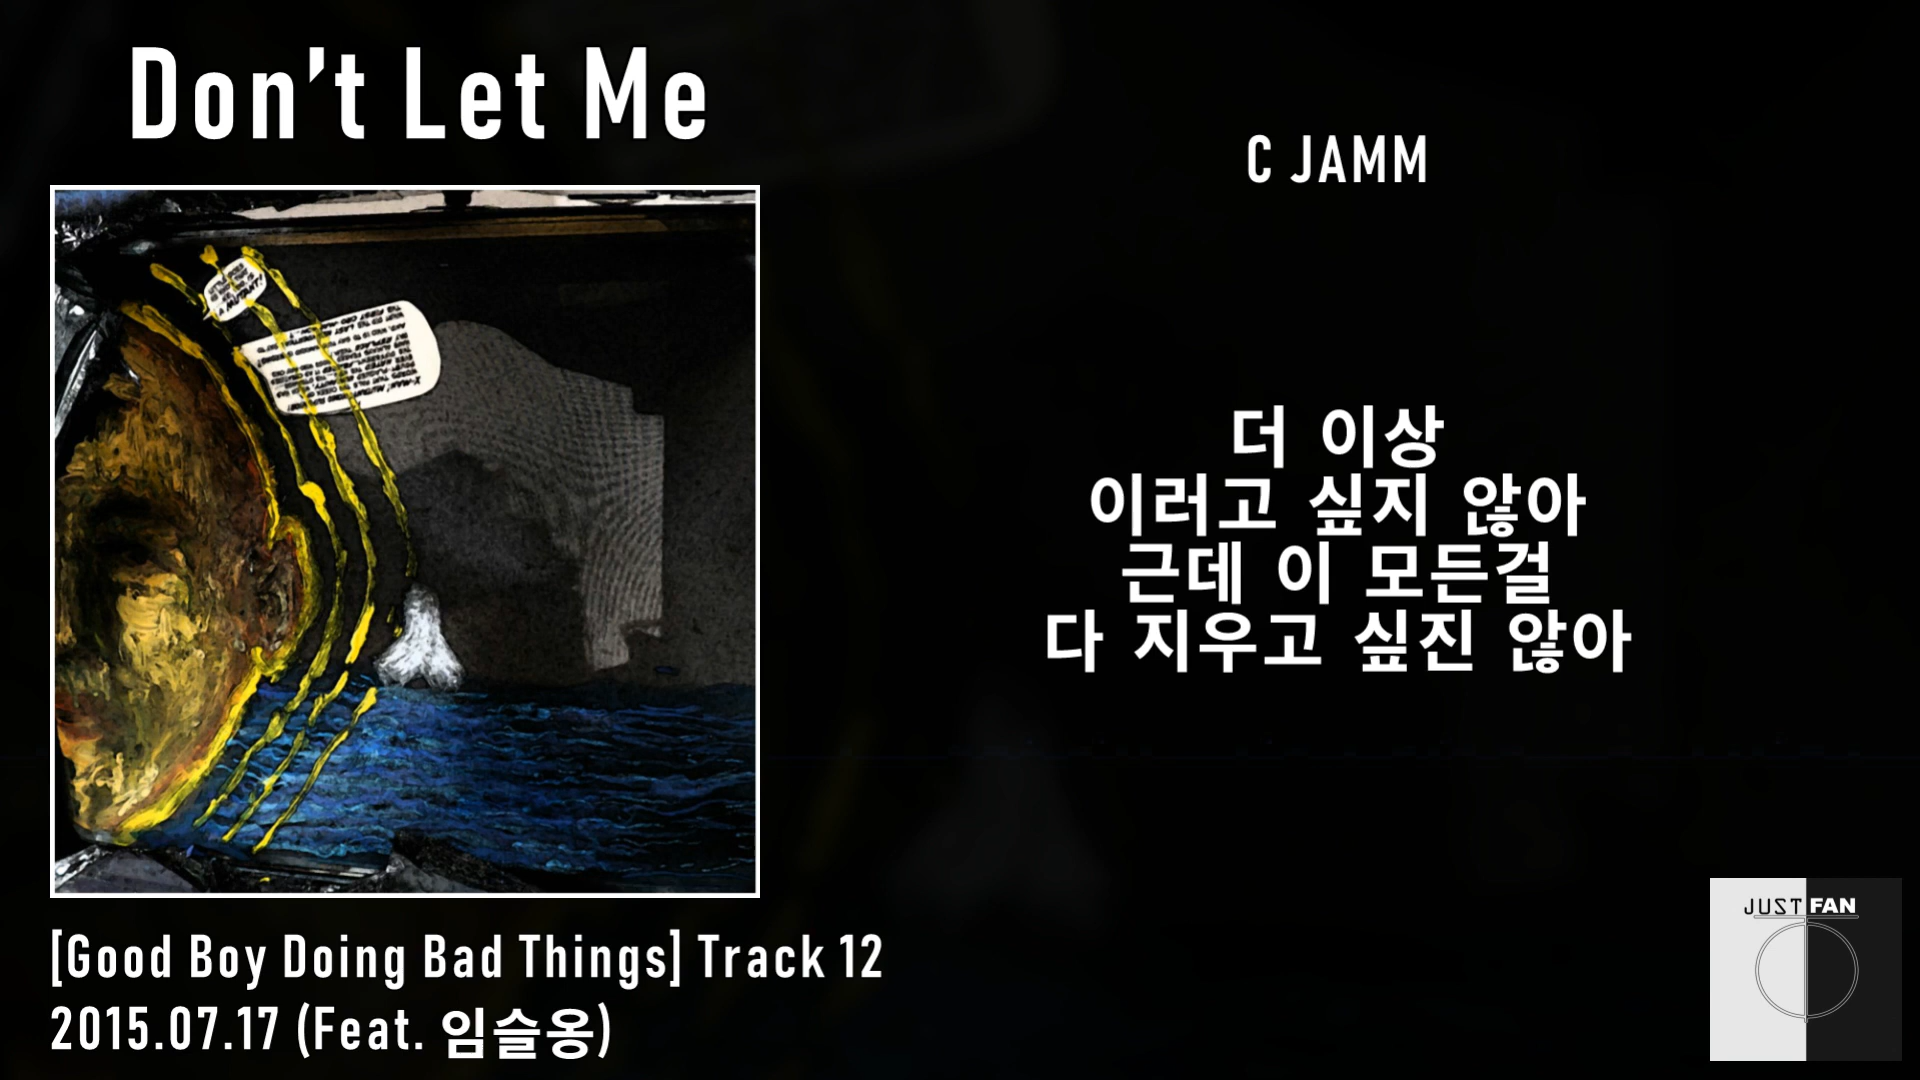 Don't Let Me
C JAMM
A MUTANT!
더 이상
이러고 싶지 않아
근데 이 모든걸
다 지우고 싶진 않아
[Good Boy Doing Bad Things] Track 12
2015.07.17 (Feat. 임슬옹)
JUST FAN